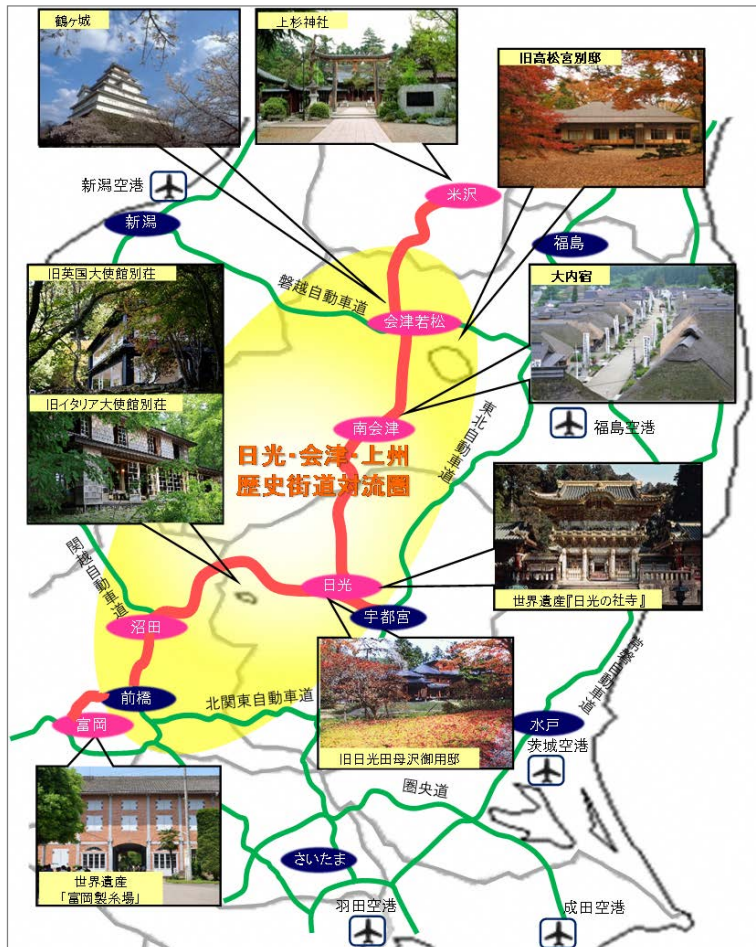 鶴ヶ城
上杉神社
旧高松宮別邸
新潟空港
米沢
新潟
福島
旧英国大使館別荘
磐越自動車道
大内宿
会津若松
旧イタリア大使館別荘
南会津
福島空港
東北自動車道
日光・会津・上州
歴史街道対流圏
関越自動車道
日光
世界遺産『日光の社寺』
沼田
宇都宮
常磐自動車道
前橋
北関東自動車道
富岡
水戸
茨城空港
旧日光田母沢御用邸
圏央道
さいたま
世界遺産
「富岡製糸場」
羽田空港
成田空港